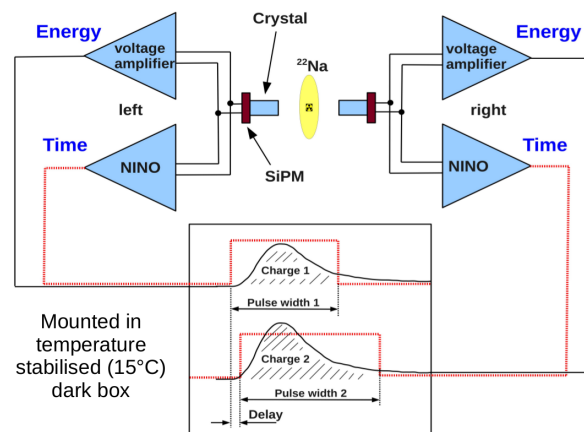 Crystal
Energy
Energy
voltage
amplifier
²²Na
voltage
amplifier
left
right
Time
Time
NINO
NINO
SiPM
Charge 1
Pulse width 1
Mounted in
temperature
stabilised (15°C)
dark box
Charge 2
Pulse width 2
Delay